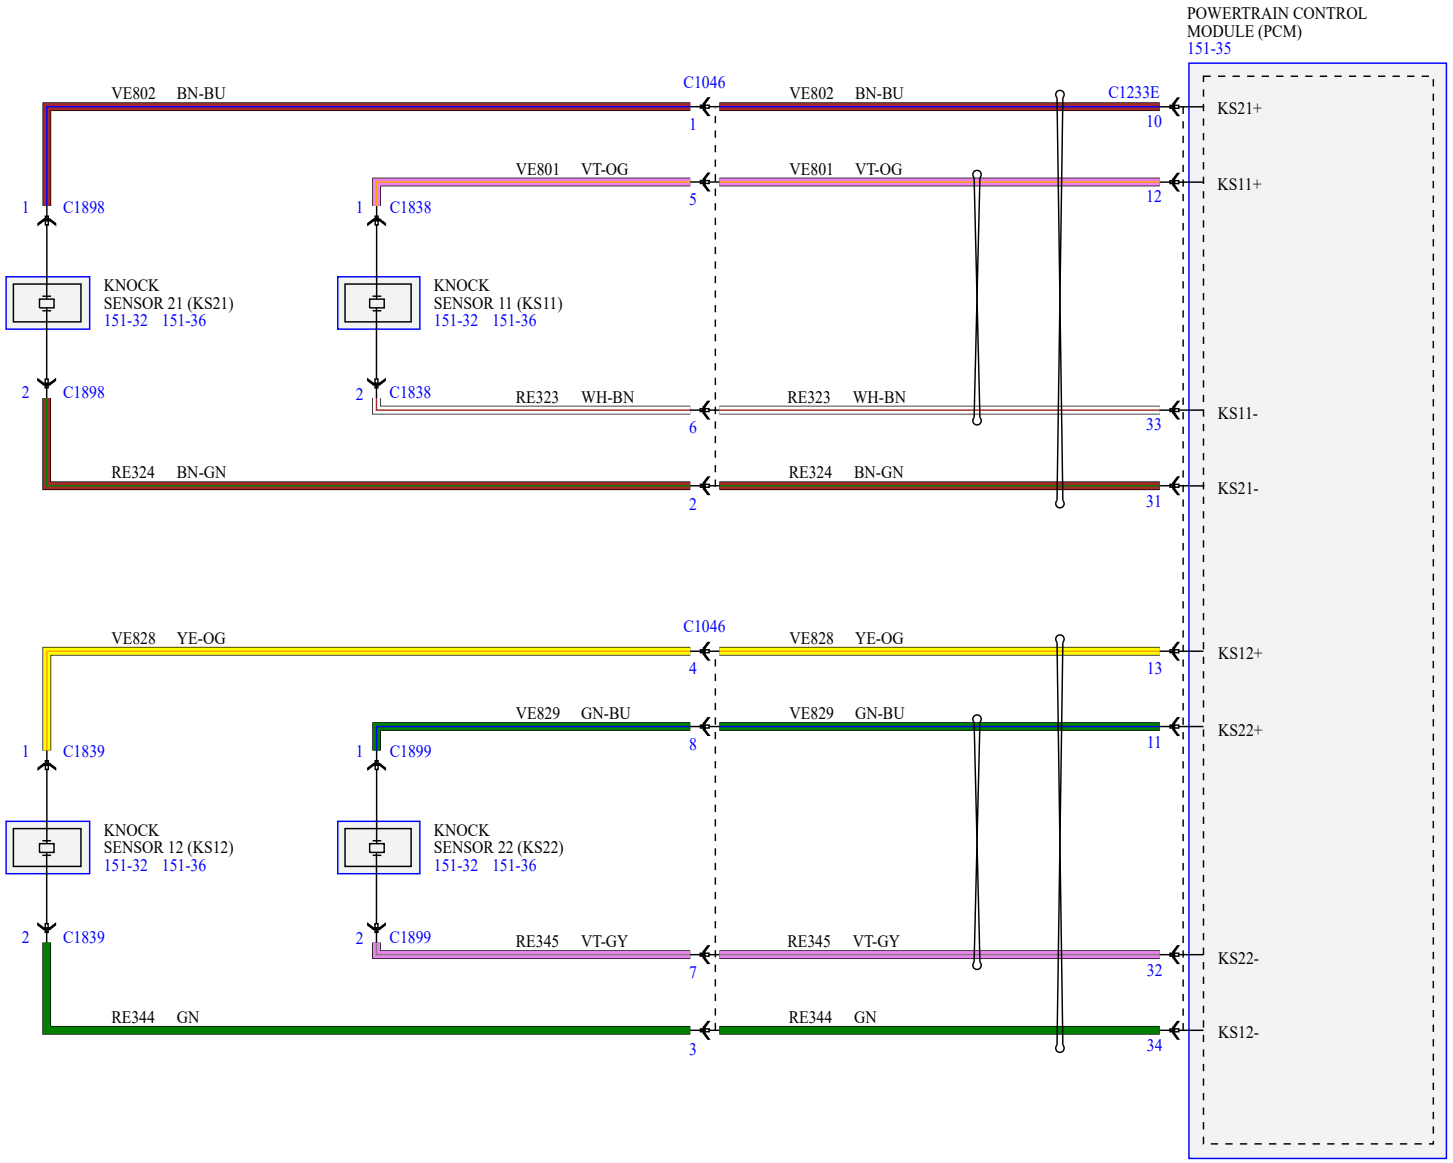 POWERTRAIN CONTROL
MODULE (PCM)
151-35
VE802 BN-BU
C1046
1
VE802 BN-BU
C1233E
10
KS21+
VE801 VT-OG
5
VE801 VT-OG
12
KS11+
1 C1898
1 C1838
KNOCK
SENSOR 21 (KS21)
151-32 151-36
KNOCK
SENSOR 11 (KS11)
151-32 151-36
2 C1898
2 C1838
RE323 WH-BN
6
RE323 WH-BN
33
KS11-
RE324 BN-GN
2
RE324 BN-GN
31
KS21-
VE828 YE-OG
C1046
4
VE828 YE-OG
13
KS12+
VE829 GN-BU
8
VE829 GN-BU
11
KS22+
1 C1839
1 C1899
KNOCK
SENSOR 12 (KS12)
151-32 151-36
KNOCK
SENSOR 22 (KS22)
151-32 151-36
2 C1839
2 C1899
RE345 VT-GY
7
RE345 VT-GY
32
KS22-
RE344 GN
3
RE344 GN
34
KS12-